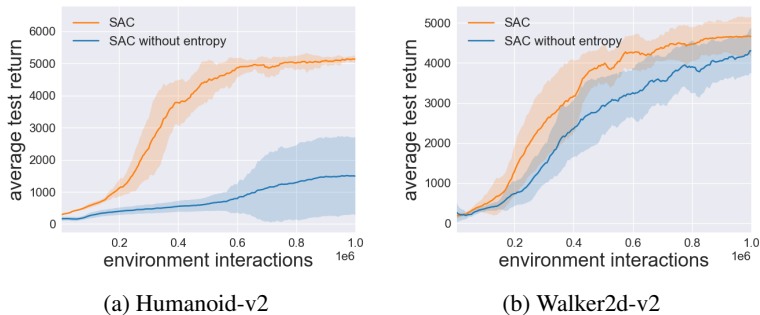 SAC
SAC without entropy
average test return
6000
5000
4000
3000
2000
1000
0
0.2 0.4 0.6 0.8 1.0
1e6
environment interactions
(a) Humanoid-v2
SAC
SAC without entropy
average test return
5000
4000
3000
2000
1000
0
0.2 0.4 0.6 0.8 1.0
1e6
environment interactions
(b) Walker2d-v2